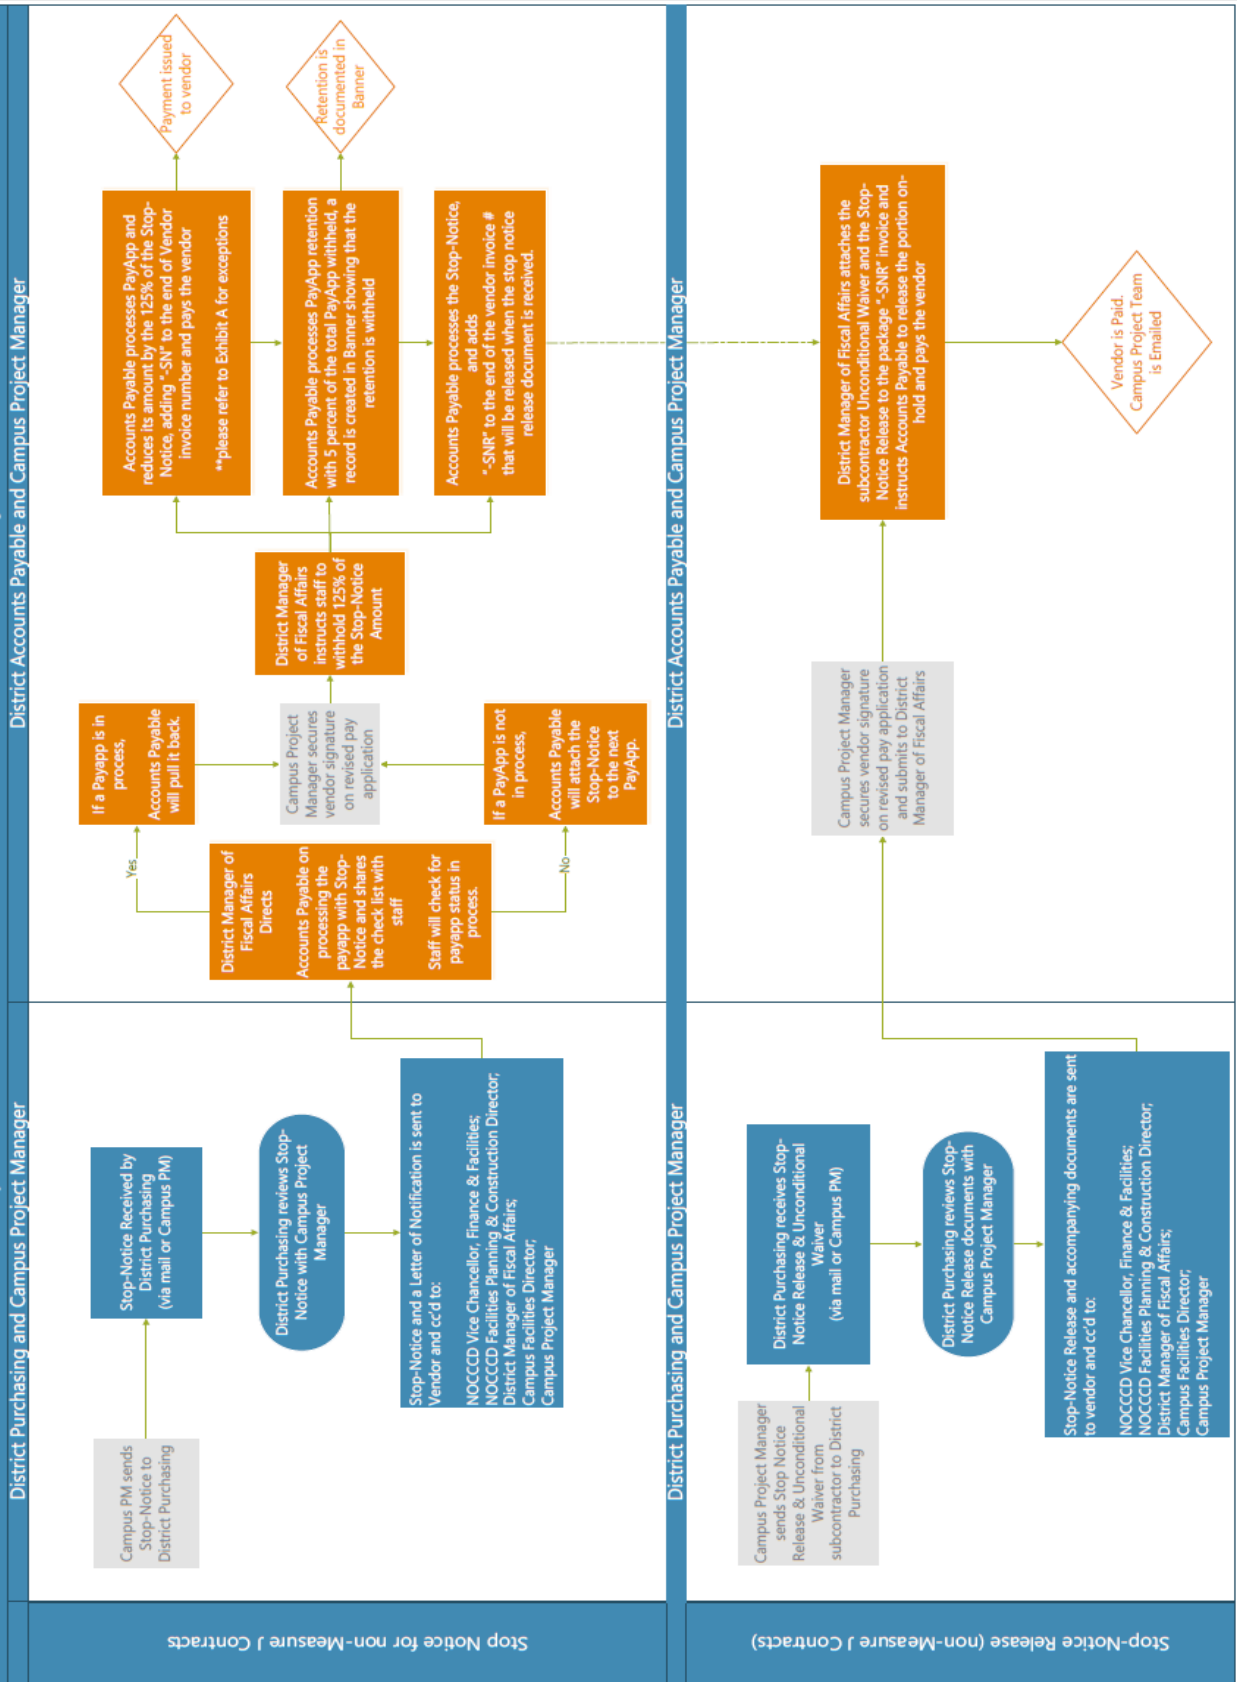 Stop Notice for non-Measure J Contracts
District Purchasing and Campus Project Manager
District Accounts Payable and Campus Project Manager
Campus PM sends
Stop-Notice to
District Purchasing
Stop-Notice Received by
District Purchasing
(via mail or Campus PM)
District Purchasing reviews Stop-
Notice with Campus Project
Manager
Stop-Notice and a Letter of Notification is sent to
Vendor and cc'd to:
NOCCCD Vice Chancellor, Finance & Facilities;
NOCCCD Facilities Planning & Construction Director;
District Manager of Fiscal Affairs;
Campus Facilities Director;
Campus Project Manager
District Manager of
Fiscal Affairs
Directs
Accounts Payable on
processing the
payapp with Stop-
Notice and shares
the check list with
staff
Staff will check for
payapp status in
process.
Yes
No
If a Payapp is in
process,
Accounts Payable
will pull it back.
Campus Project
Manager secures
vendor signature
on revised pay
application
If a PayApp is not
in process,
Accounts Payable
will attach the
Stop-Notice
to the next
PayApp.
District Manager
of Fiscal Affairs
instructs staff to
withhold 125% of
the Stop-Notice
Amount
Accounts Payable processes PayApp and
reduces its amount by the 125% of the Stop-
Notice, adding "-SN" to the end of Vendor
invoice number and pays the vendor
**please refer to Exhibit A for exceptions
Accounts Payable processes PayApp retention
with 5 percent of the total PayApp withheld, a
record is created in Banner showing that the
retention is withheld
Accounts Payable processes the Stop-Notice,
and adds
"-SNR" to the end of the vendor invoice #
that will be released when the stop notice
release document is received.
Payment issued
to vendor
Retention is
documented in
Banner
Stop-Notice Release (non-Measure J Contracts)
District Purchasing and Campus Project Manager
District Accounts Payable and Campus Project Manager
Campus Project Manager
sends Stop Notice
Release & Unconditional
Waiver from
subcontractor to District
Purchasing
District Purchasing receives Stop-
Notice Release & Unconditional
Waiver
(via mail or Campus PM)
District Purchasing reviews Stop-
Notice Release documents with
Campus Project Manager
Stop-Notice Release and accompanying documents are sent
to vendor and cc'd to:
NOCCCD Vice Chancellor, Finance & Facilities;
NOCCCD Facilities Planning & Construction Director;
District Manager of Fiscal Affairs;
Campus Facilities Director;
Campus Project Manager
Campus Project Manager
secures vendor signature
on revised pay application
and submits to District
Manager of Fiscal Affairs
District Manager of Fiscal Affairs attaches the
subcontractor Unconditional Waiver and the Stop-
Notice Release to the package "-SNR" invoice and
instructs Accounts Payable to release the portion on-
hold and pays the vendor
Vendor is Paid.
Campus Project Team
is Emailed